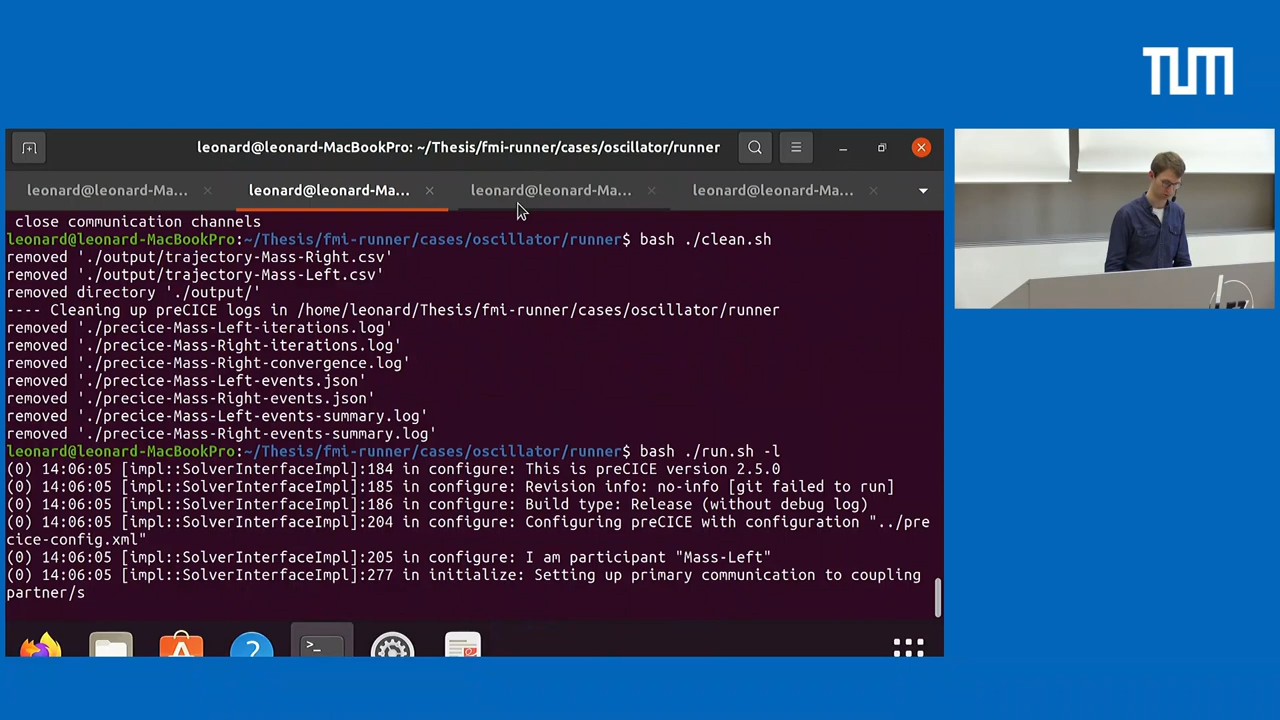 TUM
leonard@leonard-MacBookPro: ~/Thesis/fmi-runner/cases/oscillator/runner
leonard@leonard-Ma... leonard@leonard-Ma... leonard@leonard-Ma... leonard@leonard-Ma...
close communication channels
leonard@leonard-MacBookPro:~/Thesis/fmi-runner/cases/oscillator/runner$ bash ./clean.sh
removed './output/trajectory-Mass-Right.csv'
removed './output/trajectory-Mass-Left.csv'
removed directory './output/'
---- Cleaning up preCICE logs in /home/leonard/Thesis/fmi-runner/cases/oscillator/runner
removed './precice-Mass-Left-iterations.log'
removed './precice-Mass-Right-iterations.log'
removed './precice-Mass-Right-convergence.log'
removed './precice-Mass-Left-events.json'
removed './precice-Mass-Right-events.json'
removed './precice-Mass-Left-events-summary.log'
removed './precice-Mass-Right-events-summary.log'
leonard@leonard-MacBookPro:~/Thesis/fmi-runner/cases/oscillator/runner$ bash ./run.sh -l
(0) 14:06:05 [impl::SolverInterfaceImpl]:184 in configure: This is preCICE version 2.5.0
(0) 14:06:05 [impl::SolverInterfaceImpl]:185 in configure: Revision info: no-info [git failed to run]
(0) 14:06:05 [impl::SolverInterfaceImpl]:186 in configure: Build type: Release (without debug log)
(0) 14:06:05 [impl::SolverInterfaceImpl]:204 in configure: Configuring preCICE with configuration "../pre
cice-config.xml"
(0) 14:06:05 [impl::SolverInterfaceImpl]:205 in configure: I am participant "Mass-Left"
(0) 14:06:05 [impl::SolverInterfaceImpl]:277 in initialize: Setting up primary communication to coupling
partner/s